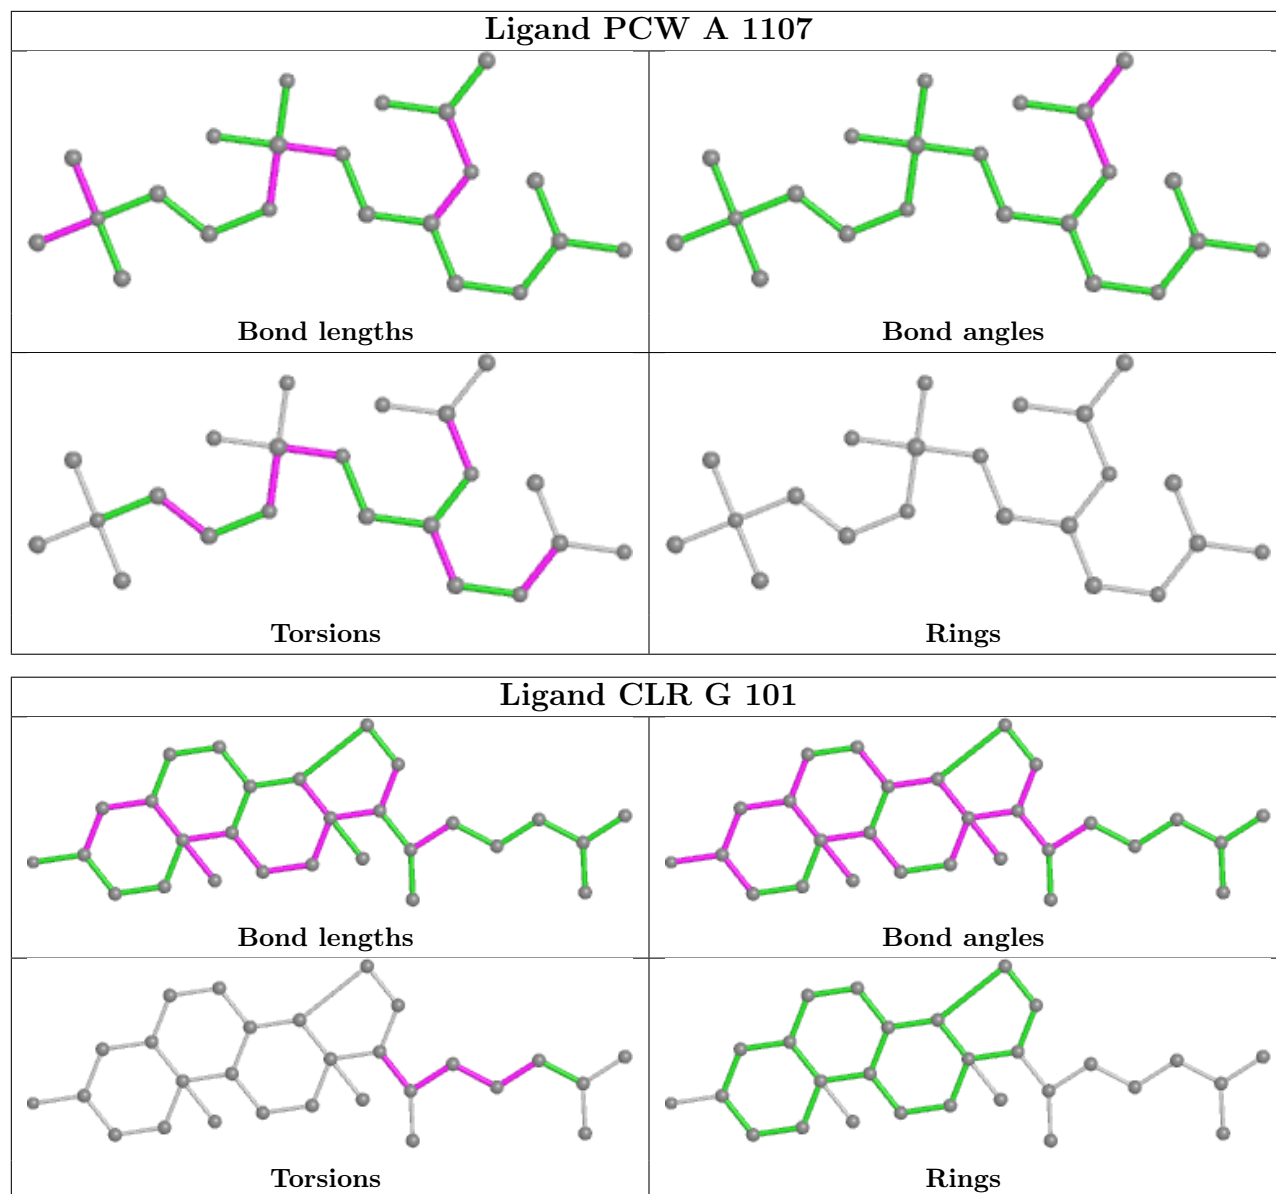 Ligand PCW A 1107
Bond lengths
Bond angles
Torsions
Rings
Ligand CLR G 101
Bond lengths
Bond angles
Torsions
Rings